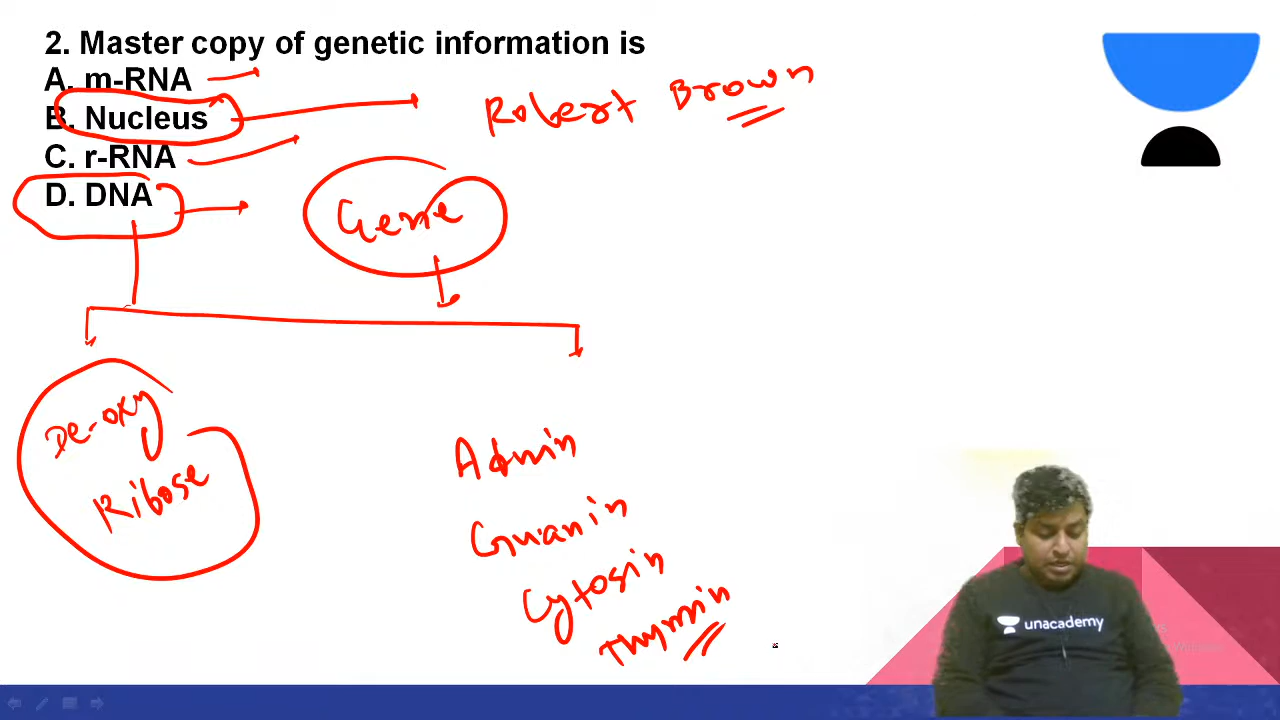 2. Master copy of genetic information is
A. m-RNA
B. Nucleus
C. r-RNA
D. DNA
Robert Brown
Gene
De-oxy
Ribose
Admin
Guanin
Cytosin
Thymin
unacademy